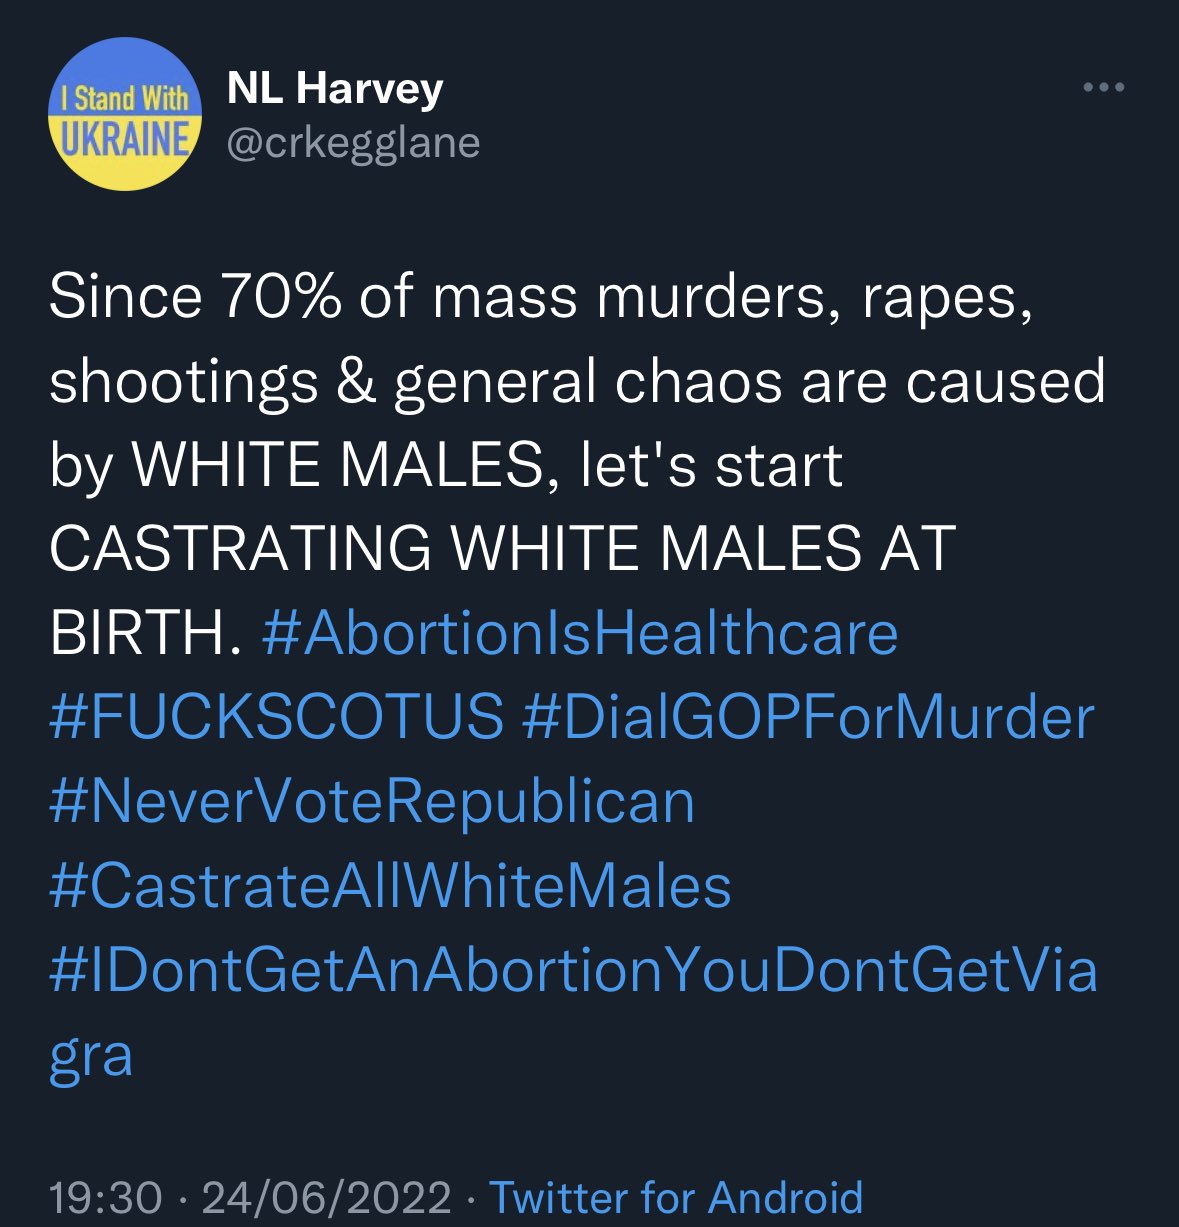 I Stand With
UKRAINE
NL Harvey
@crkegglane
Since 70% of mass murders, rapes,
shootings & general chaos are caused
by WHITE MALES, let's start
CASTRATING WHITE MALES AT
BIRTH. #AbortionIsHealthcare
#FUCKSCOTUS #DialGOPForMurder
#NeverVoteRepublican
#CastrateAllWhiteMales
#IDontGetAnAbortionYouDontGetVia
gra
19:30 · 24/06/2022 · Twitter for Android